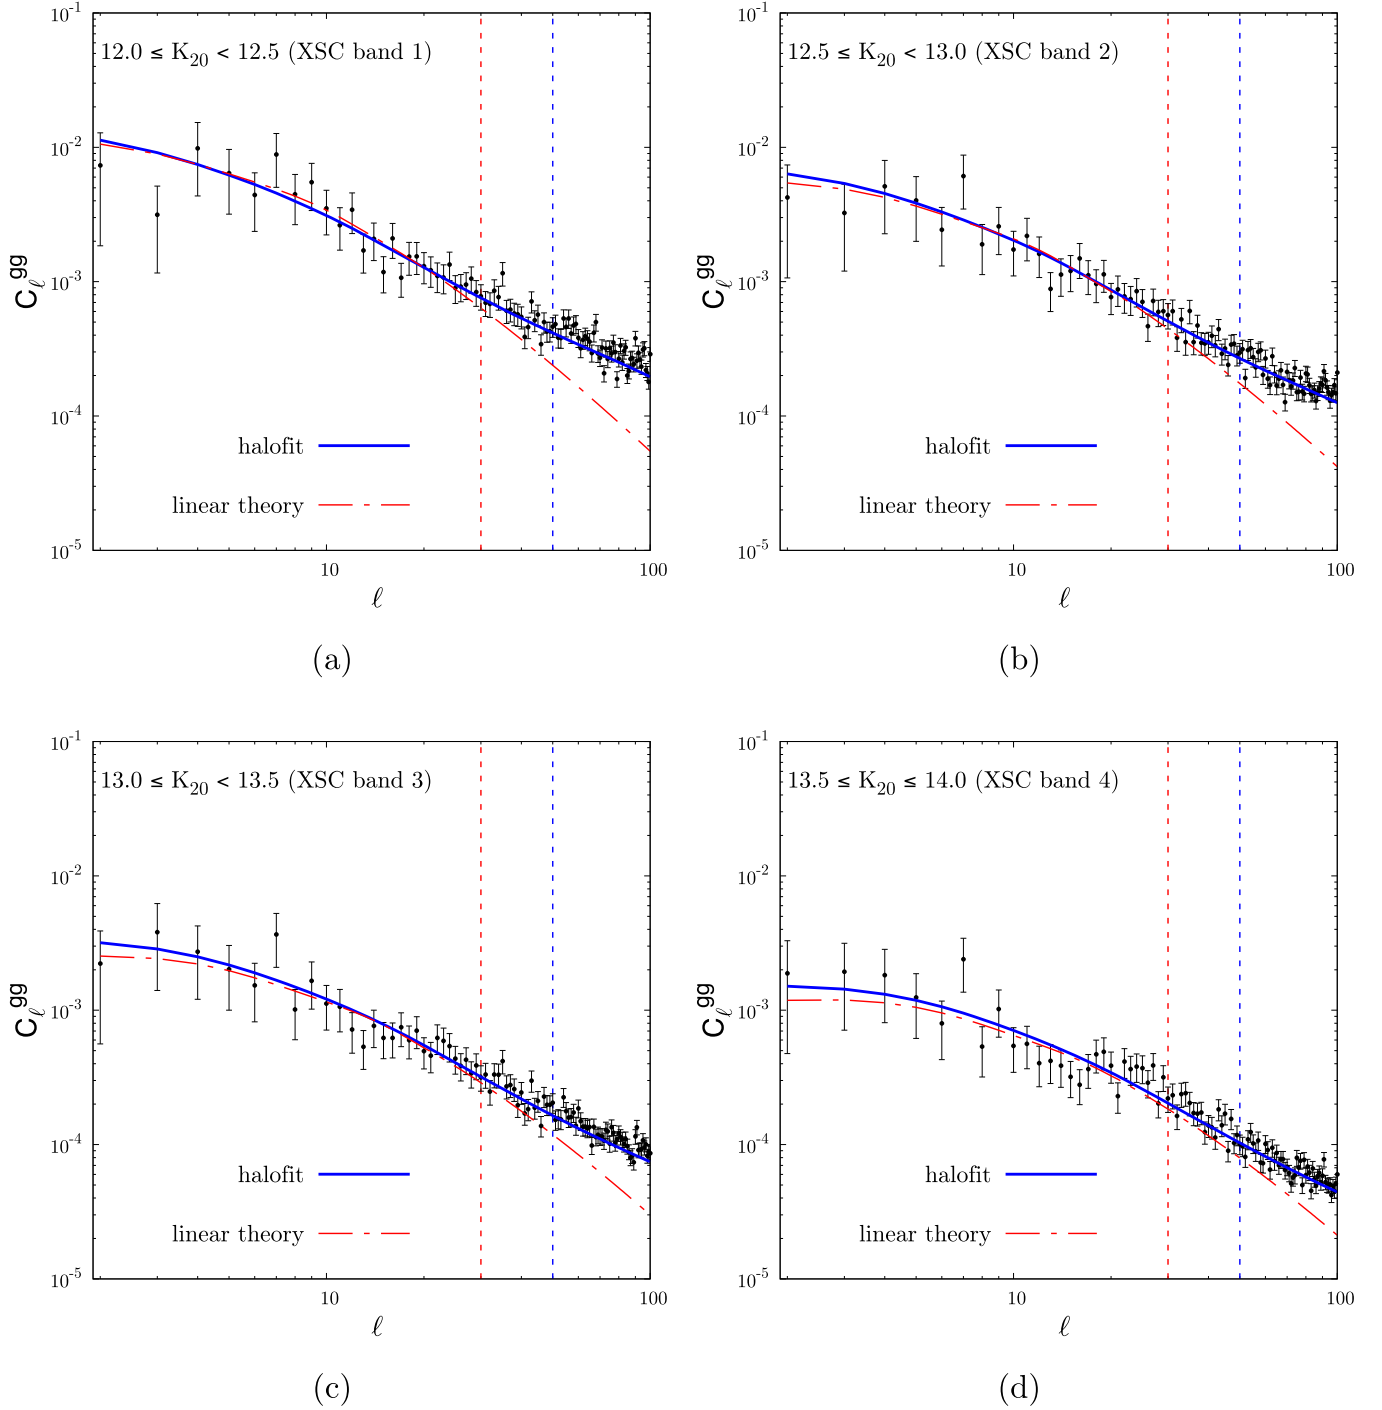 10⁻¹
12.0 ≤ K₂₀ < 12.5 (XSC band 1)
10⁻²
10⁻³
10⁻⁴
10⁻⁵
C_ℓ^gg
halofit
linear theory
10 100
ℓ
(a)
10⁻¹
12.5 ≤ K₂₀ < 13.0 (XSC band 2)
10⁻²
10⁻³
10⁻⁴
10⁻⁵
C_ℓ^gg
halofit
linear theory
10 100
ℓ
(b)
10⁻¹
13.0 ≤ K₂₀ < 13.5 (XSC band 3)
10⁻²
10⁻³
10⁻⁴
10⁻⁵
C_ℓ^gg
halofit
linear theory
10 100
ℓ
(c)
10⁻¹
13.5 ≤ K₂₀ ≤ 14.0 (XSC band 4)
10⁻²
10⁻³
10⁻⁴
10⁻⁵
C_ℓ^gg
halofit
linear theory
10 100
ℓ
(d)